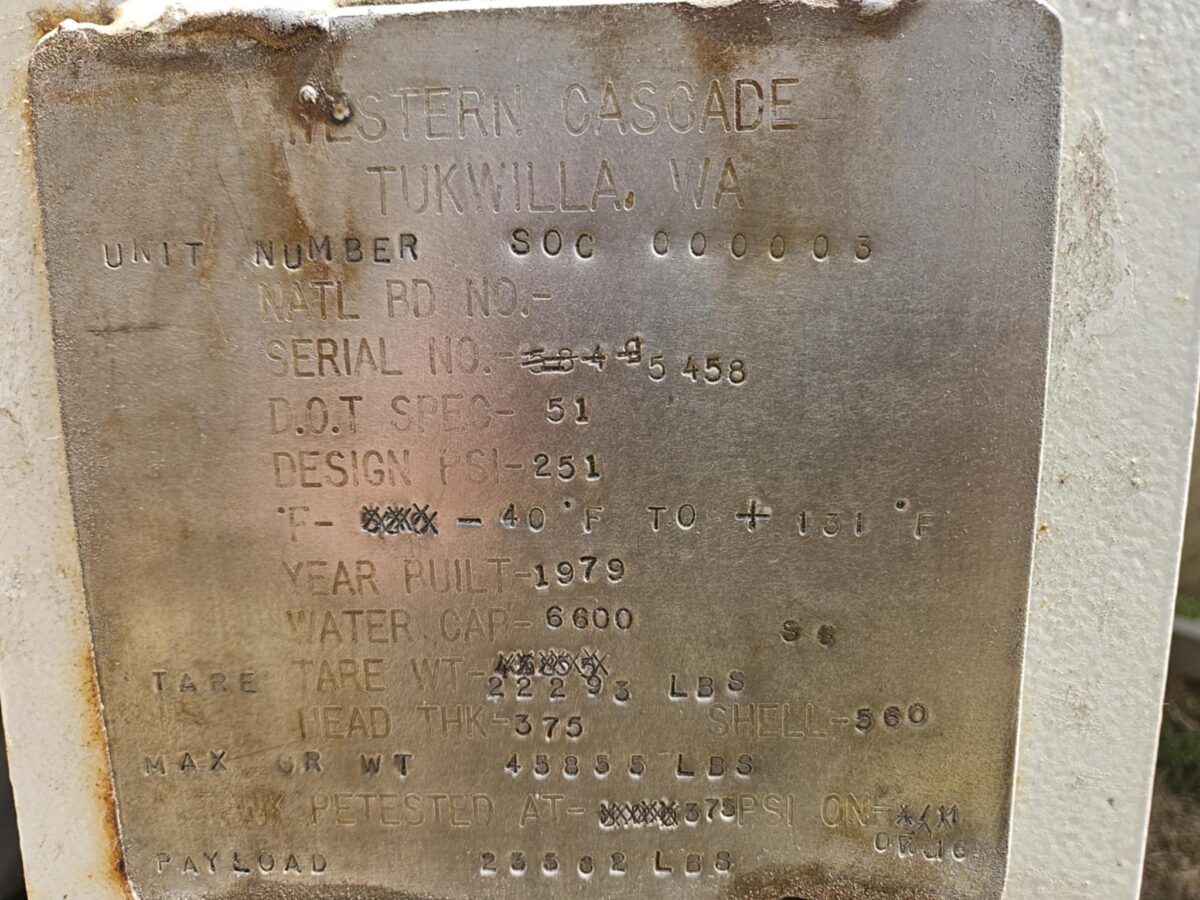 WESTERN CASCADE
TUKWILLA, WA
UNIT NUMBER SOC 000003
NATL BD NO.-
SERIAL NO.- 5458
D.O.T SPEC- 51
DESIGN PSI-251
°F- -40°F TO +131°F
YEAR BUILT-1979
WATER CAP-6600
TARE TARE WT-
22293 LBS
HEAD THK-375 SHELL-560
MAX GR WT 45855 LBS
TANK PETESTED AT- 375PSI ON-
PAYLOAD 23562 LBS